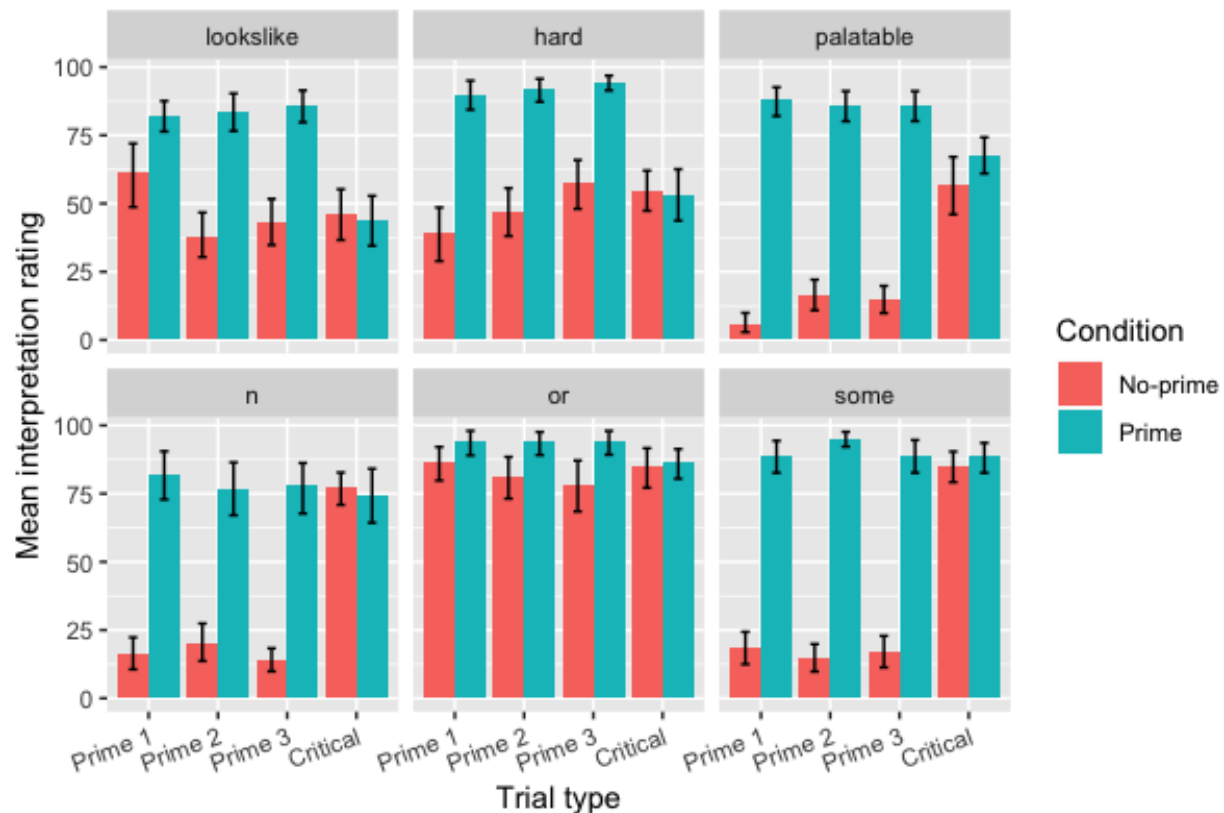 lookslike hard palatable
100
75
50
25
0
n or some
100
75
50
25
0
Prime 1 Prime 2 Prime 3 Critical Prime 1 Prime 2 Prime 3 Critical Prime 1 Prime 2 Prime 3 Critical
Trial type
Mean interpretation rating
Condition
No-prime
Prime